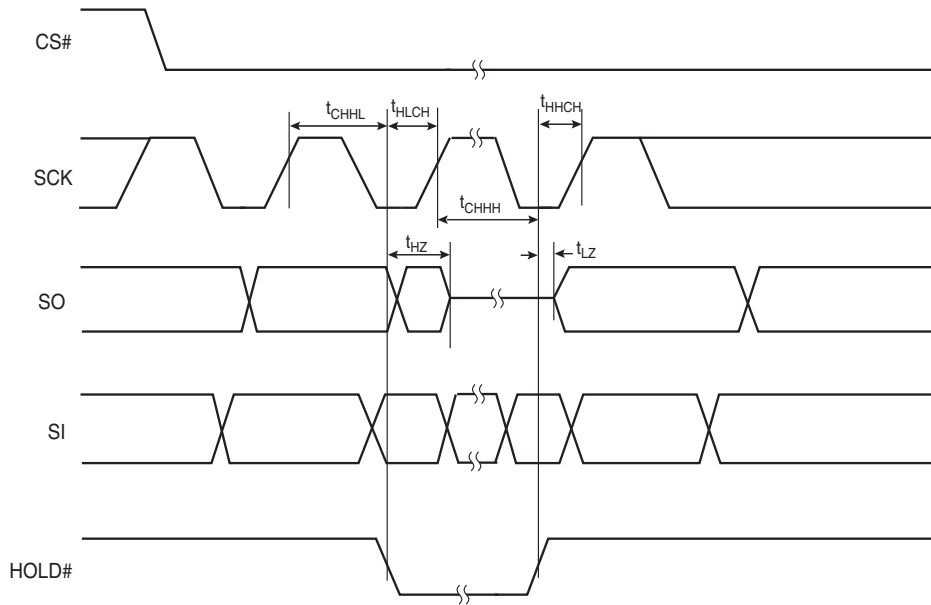 CS#
tCHHL
tHLCH
tHHCH
SCK
tCHHH
tHZ
tLZ
SO
SI
HOLD#